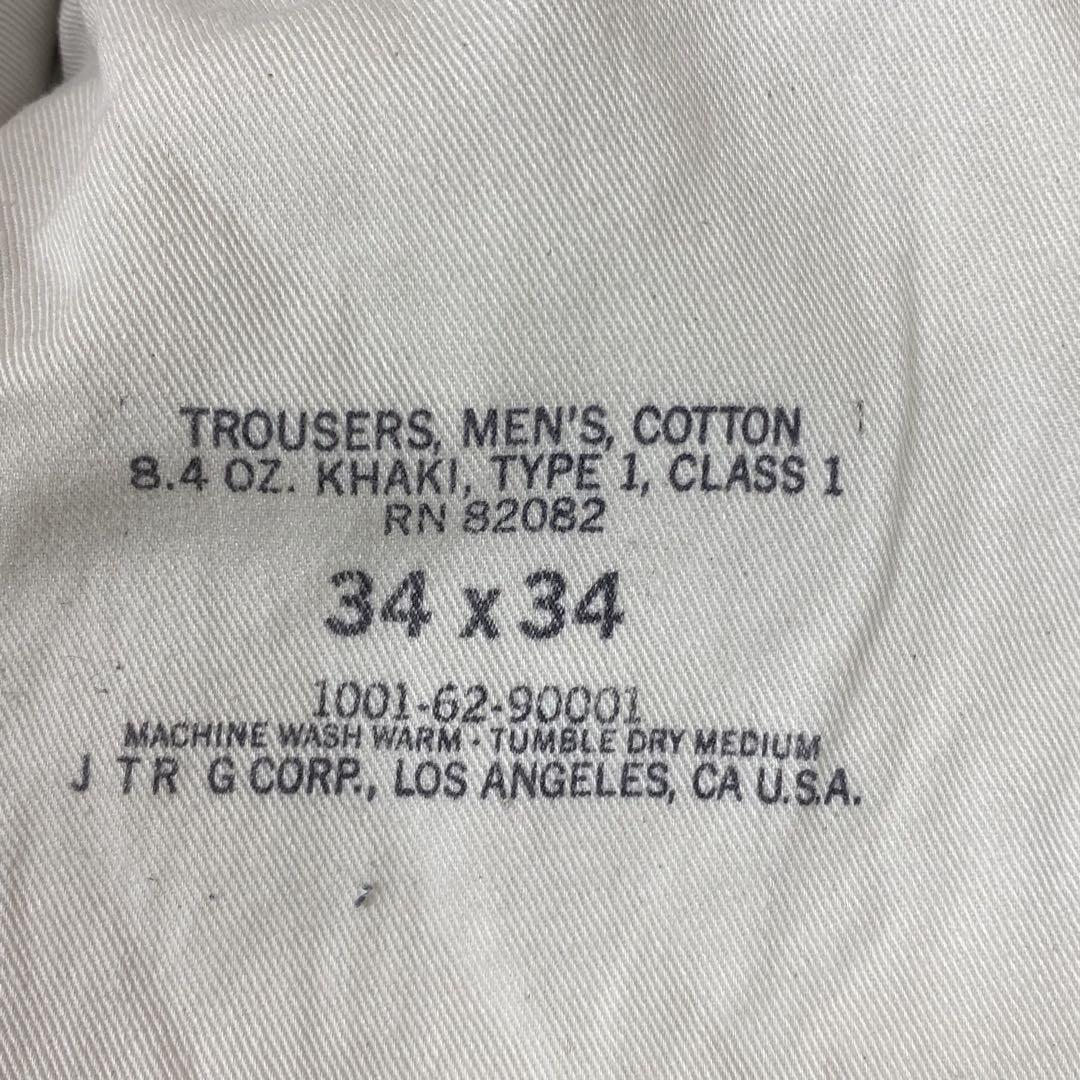 TROUSERS, MEN'S, COTTON
8.4 OZ. KHAKI, TYPE 1, CLASS 1
RN 82082
34 x 34
1001-62-90001
MACHINE WASH WARM · TUMBLE DRY MEDIUM
J TR G CORP., LOS ANGELES, CA U.S.A.